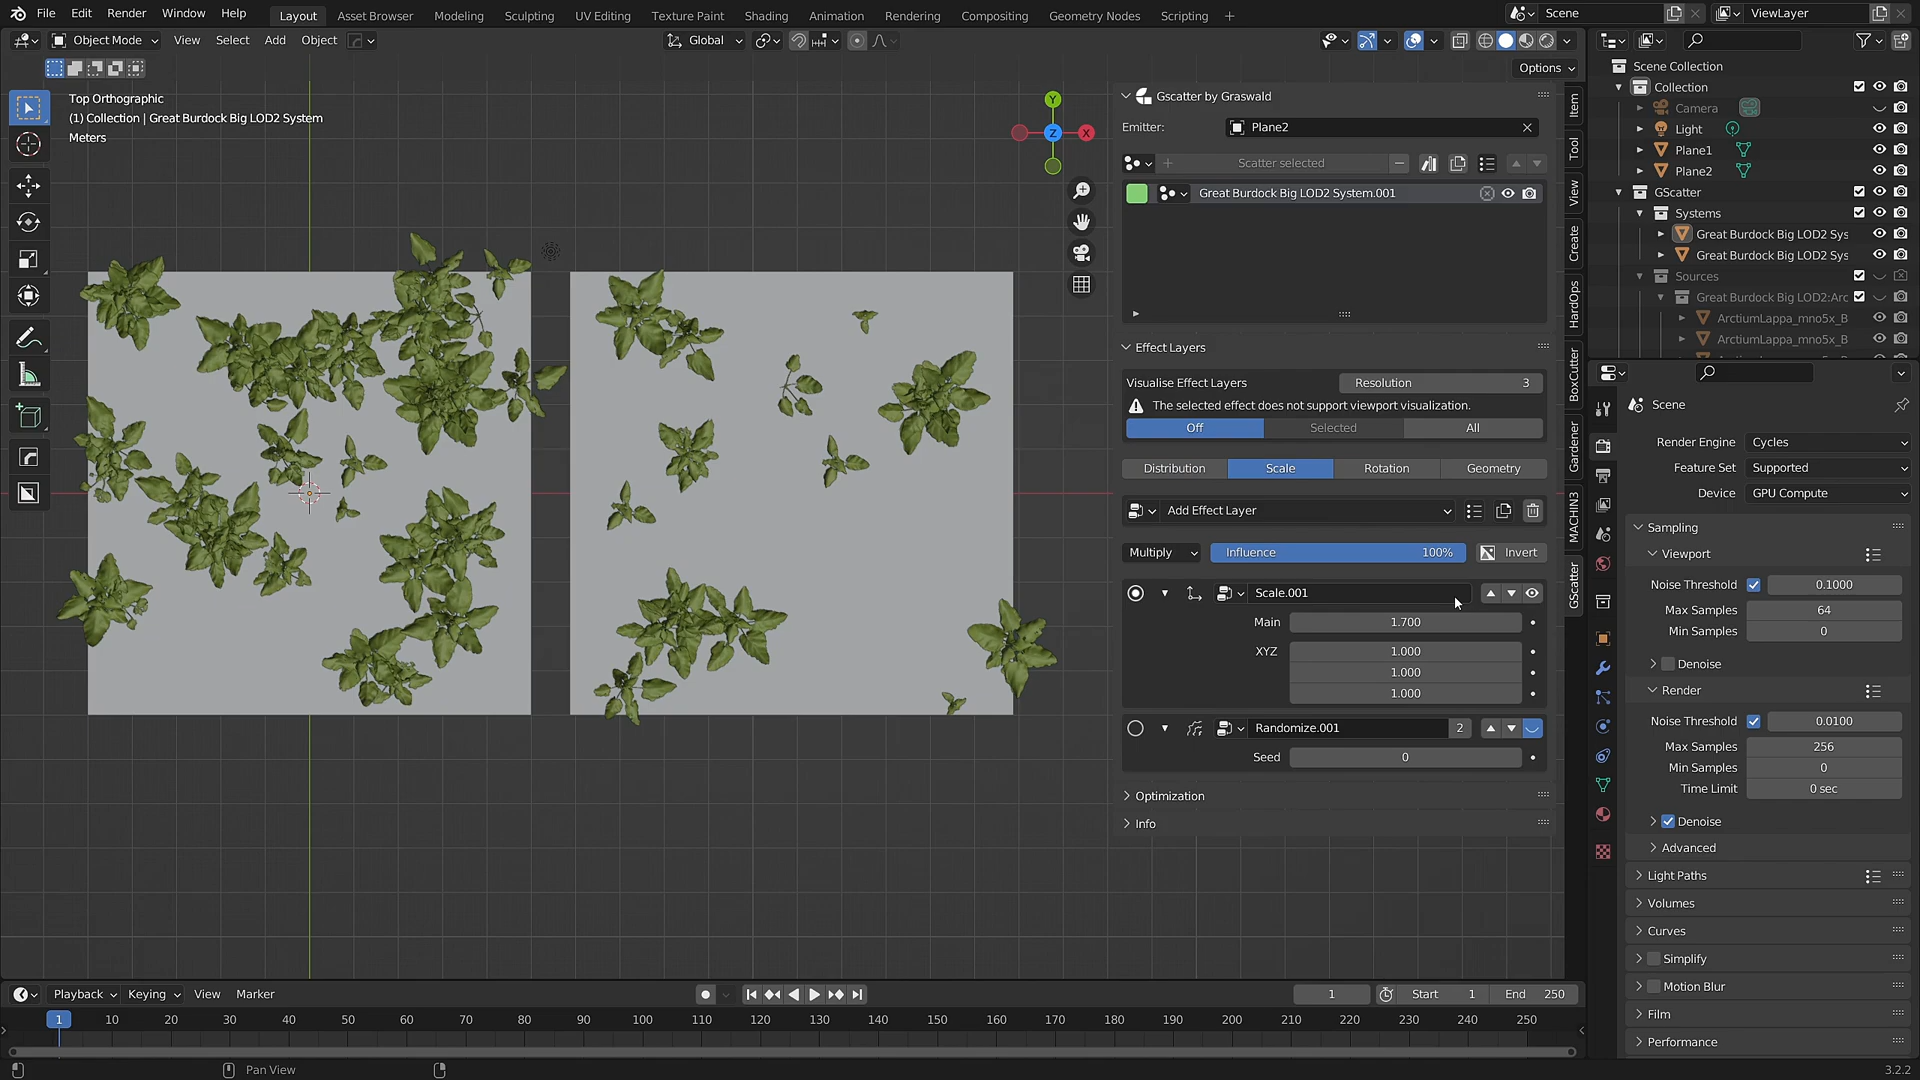 File Edit Render Window Help Layout Asset Browser Modeling Sculpting UV Editing Texture Paint Shading Animation Rendering Compositing Geometry Nodes Scripting + Scene ViewLayer
Object Mode View Select Add Object Global
Options
Top Orthographic
(1) Collection | Great Burdock Big LOD2 System
Meters
Y
Z
X
Gscatter by Graswald
Emitter: Plane2
Scatter selected
Great Burdock Big LOD2 System.001
Effect Layers
Visualise Effect Layers Resolution 3
The selected effect does not support viewport visualization.
Off Selected All
Distribution Scale Rotation Geometry
Add Effect Layer
Multiply Influence 100% Invert
Scale.001
Main 1.700
XYZ 1.000
1.000
1.000
Randomize.001 2
Seed 0
Optimization
Info
Item
Tool
View
Create
HardOps
BoxCutter
Gardener
MACHIN3
GScatter
Scene Collection
Collection
Camera
Light
Plane1
Plane2
GScatter
Systems
Great Burdock Big LOD2 Sys
Great Burdock Big LOD2 Sys
Sources
Great Burdock Big LOD2:Arc
ArctiumLappa_mno5x_B
ArctiumLappa_mno5x_B
Scene
Render Engine Cycles
Feature Set Supported
Device GPU Compute
Sampling
Viewport
Noise Threshold 0.1000
Max Samples 64
Min Samples 0
Denoise
Render
Noise Threshold 0.0100
Max Samples 256
Min Samples 0
Time Limit 0 sec
Denoise
Advanced
Light Paths
Volumes
Curves
Simplify
Motion Blur
Film
Performance
Playback Keying View Marker 1 Start 1 End 250
1 10 20 30 40 50 60 70 80 90 100 110 120 130 140 150 160 170 180 190 200 210 220 230 240 250
Pan View
3.2.2